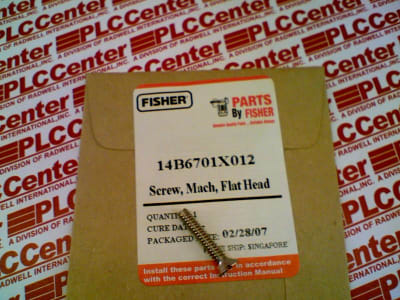 PLCCenter
A DIVISION OF RADWELL INTERNATIONAL, INC.
FISHER
PARTS
By FISHER
14B6701X012
Screw, Mach, Flat Head
CURE DA
PACKAGED 02/28/07
SHIP: SINGAPORE
Install these parts in accordance
with the correct Instruction Manual